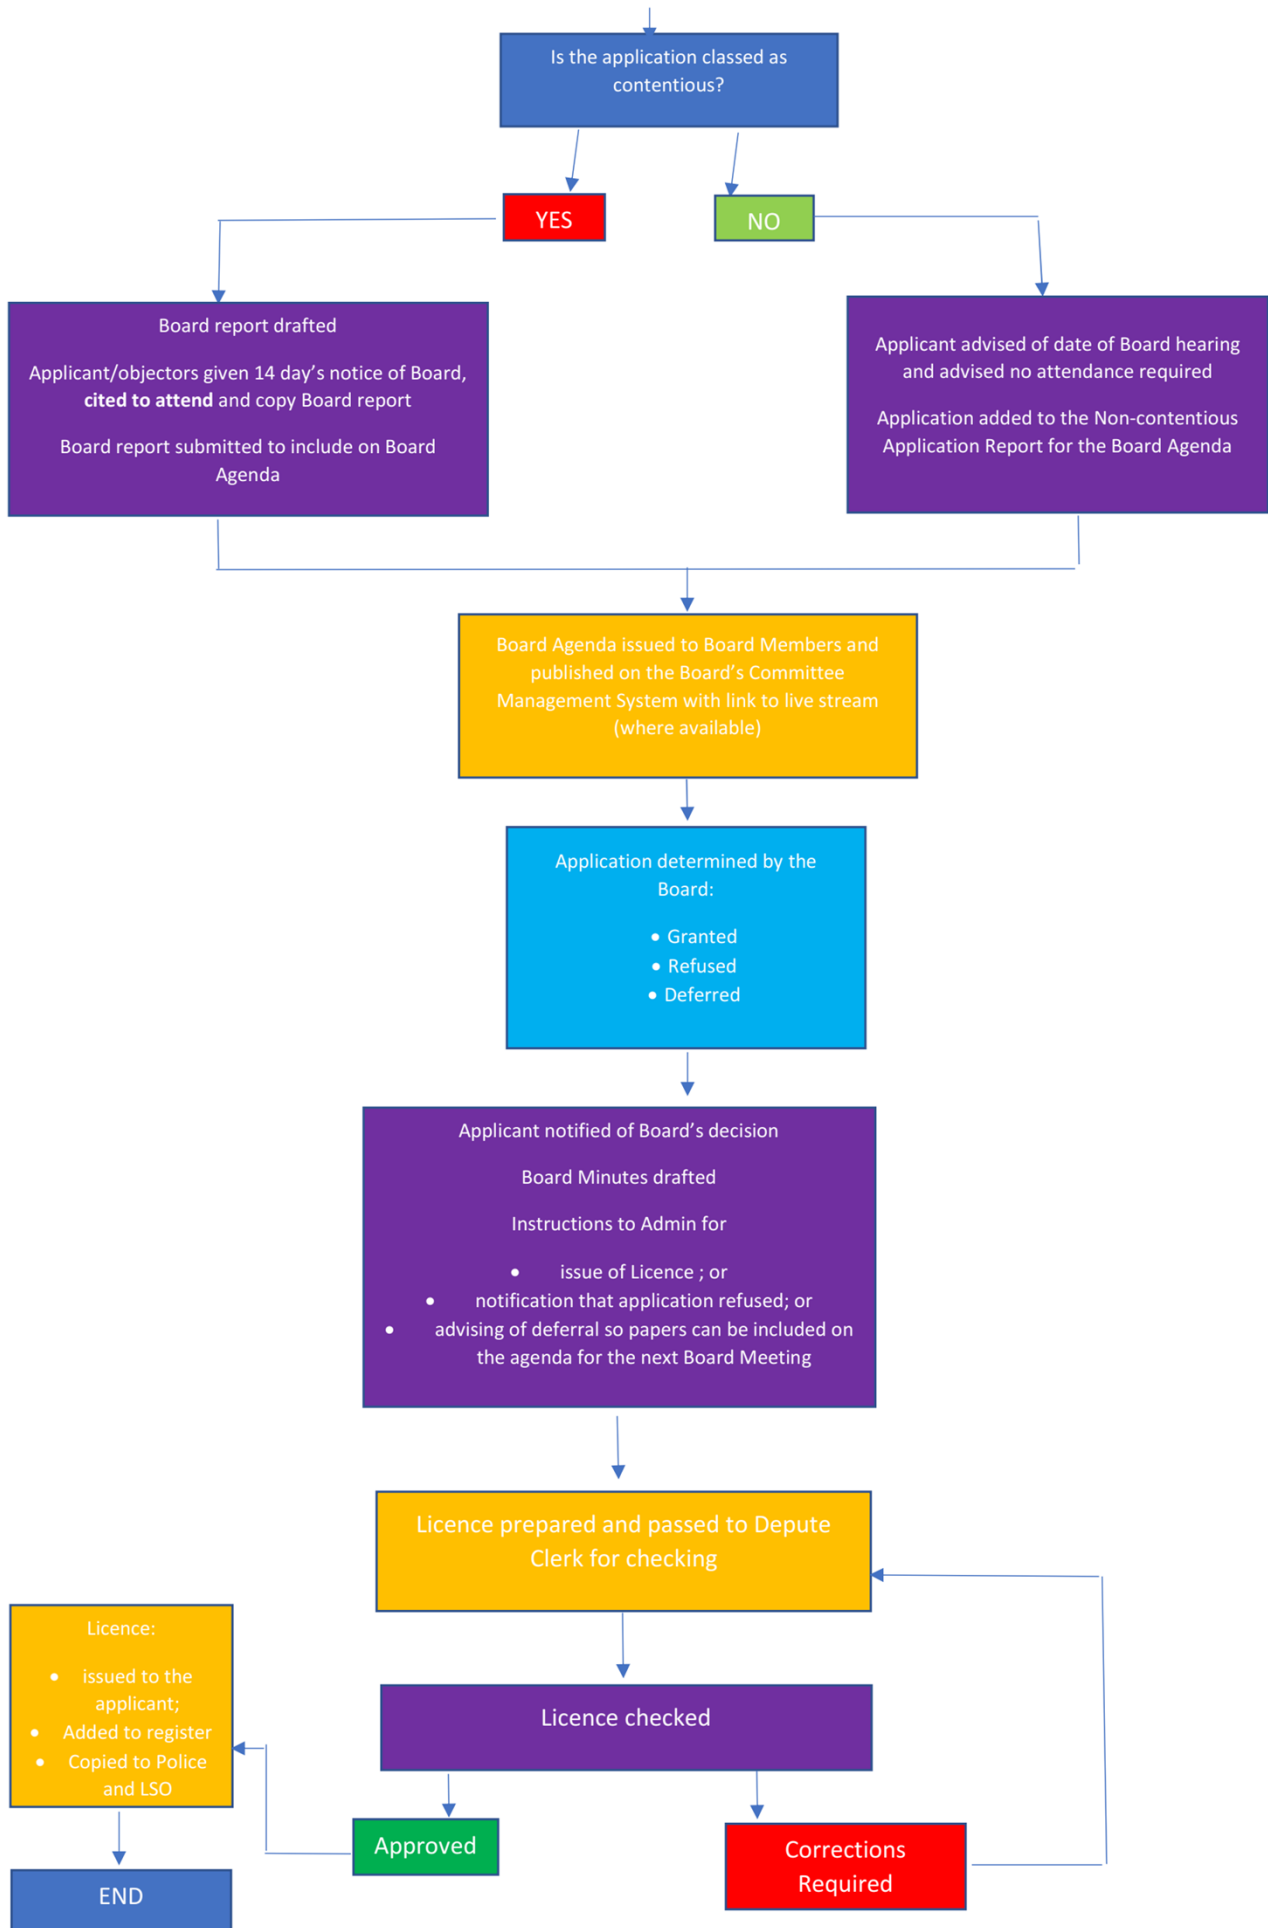 Is the application classed as
contentious?
YES
NO
Board report drafted
Applicant/objectors given 14 day’s notice of Board,
cited to attend and copy Board report
Board report submitted to include on Board
Agenda
Applicant advised of date of Board hearing
and advised no attendance required
Application added to the Non-contentious
Application Report for the Board Agenda
Board Agenda issued to Board Members and
published on the Board’s Committee
Management System with link to live stream
(where available)
Application determined by the
Board:
• Granted
• Refused
• Deferred
Applicant notified of Board’s decision
Board Minutes drafted
Instructions to Admin for
• issue of Licence ; or
• notification that application refused; or
• advising of deferral so papers can be included on
the agenda for the next Board Meeting
Licence prepared and passed to Depute
Clerk for checking
Licence:
• issued to the
applicant;
• Added to register
• Copied to Police
and LSO
Licence checked
Approved
Corrections
Required
END